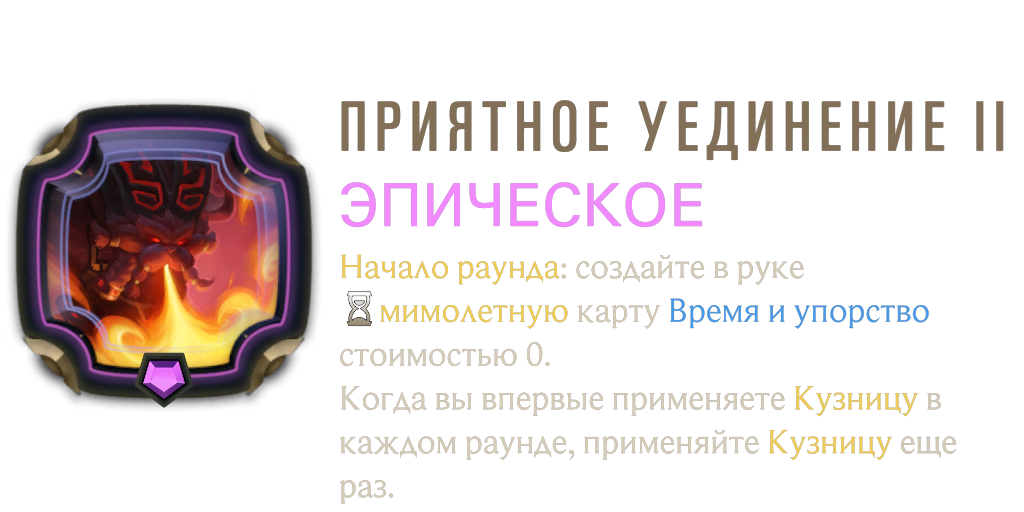 ПРИЯТНОЕ УЕДИНЕНИЕ II
ЭПИЧЕСКОЕ
Начало раунда: создайте в руке
мимолетную карту Время и упорство
стоимостью 0.
Когда вы впервые применяете Кузницу в
каждом раунде, применяйте Кузницу еще
раз.